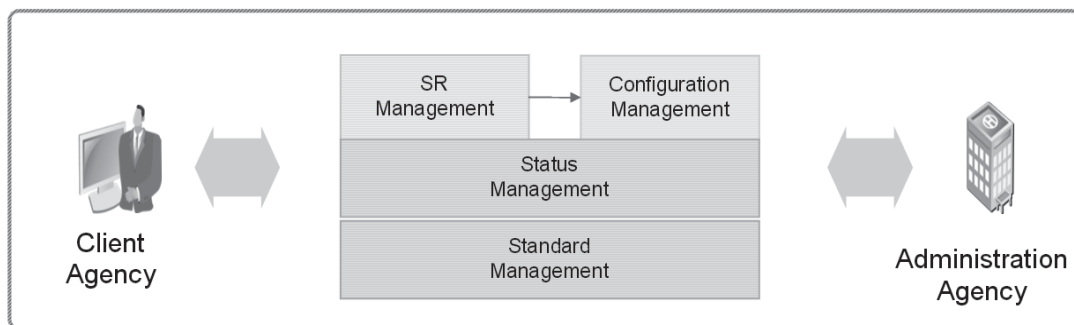 SR
Management
Configuration
Management
Status
Management
Standard
Management
Client
Agency
Administration
Agency